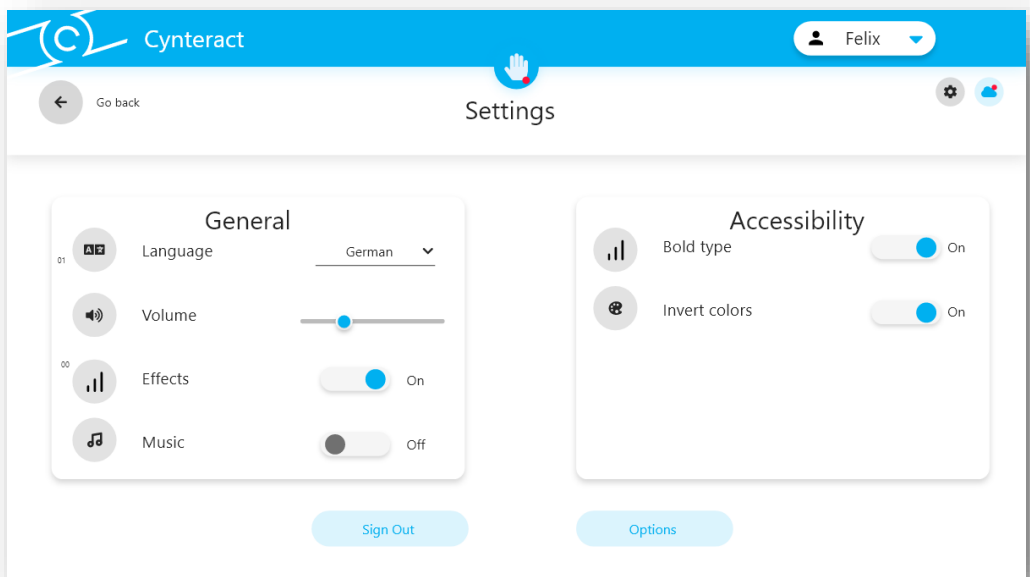 Cynteract
Felix
Go back
Settings
General
01
Language
German
Volume
00
Effects
On
Music
Off
Accessibility
Bold type
On
Invert colors
On
Sign Out
Options